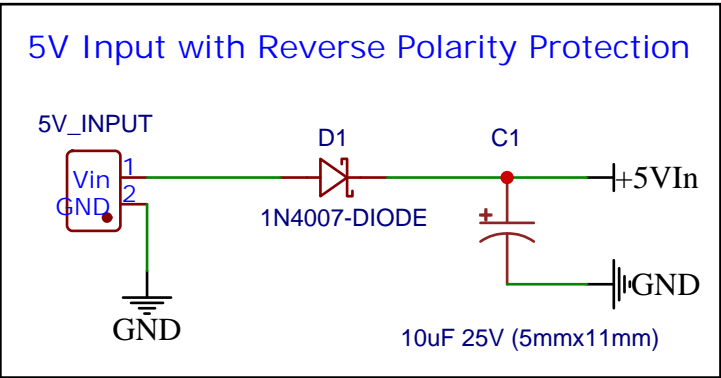 5V Input with Reverse Polarity Protection
5V_INPUT
D1
C1
Vin 1
GND 2
+5VIn
1N4007-DIODE
+
GND
GND
10uF 25V (5mmx11mm)